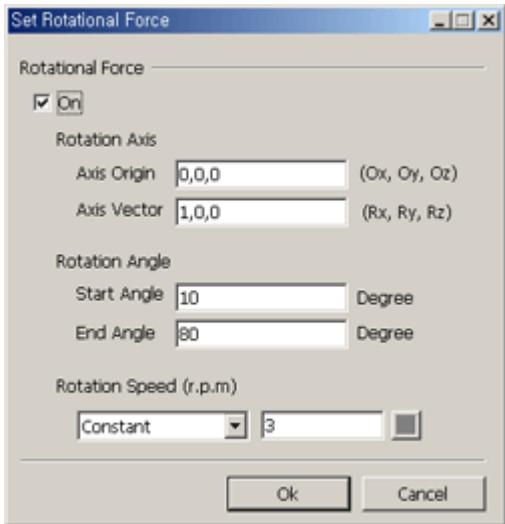 Set Rotational Force
Rotational Force
On
Rotation Axis
Axis Origin 0,0,0 (Ox, Oy, Oz)
Axis Vector 1,0,0 (Rx, Ry, Rz)
Rotation Angle
Start Angle 10 Degree
End Angle 80 Degree
Rotation Speed (r.p.m)
Constant 3
Ok Cancel